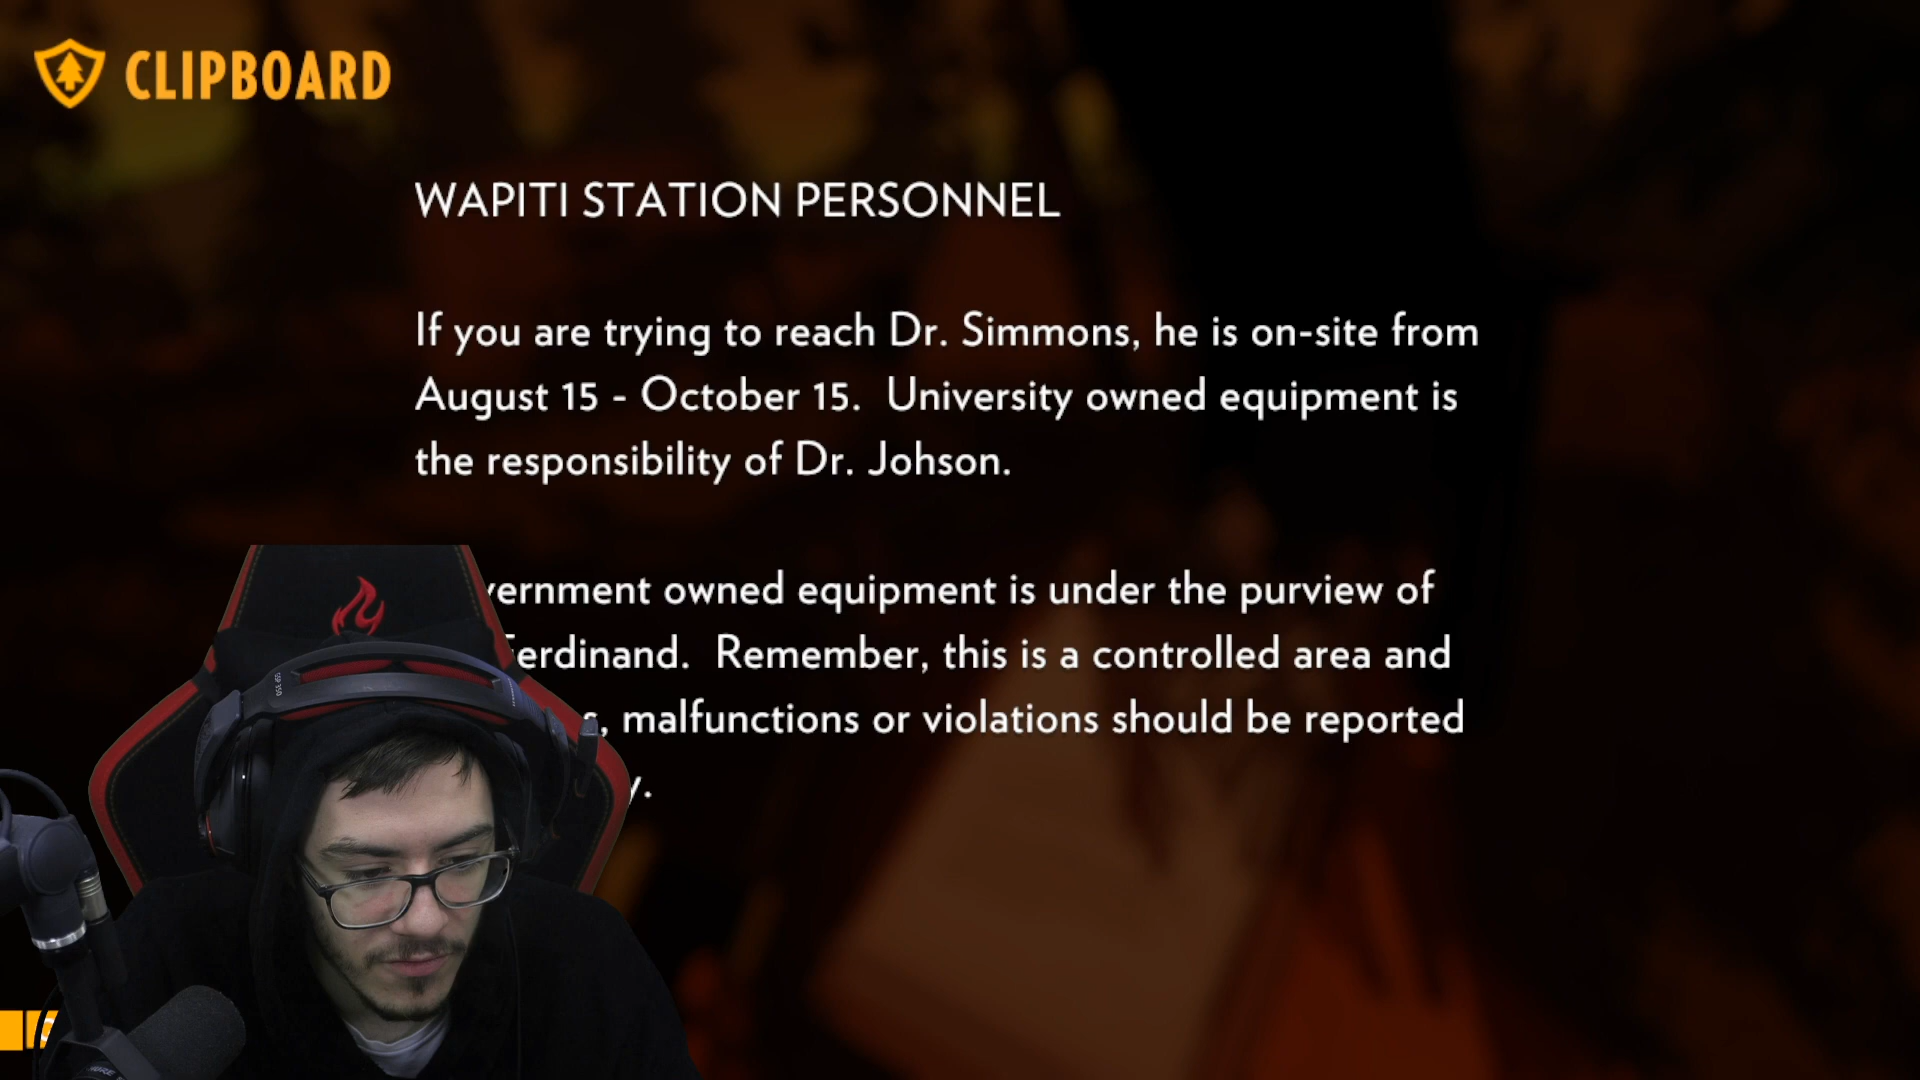 CLIPBOARD
WAPITI STATION PERSONNEL
If you are trying to reach Dr. Simmons, he is on-site from
August 15 - October 15. University owned equipment is
the responsibility of Dr. Johson.
owned equipment is under the purview of
Remember, this is a controlled area and
malfunctions or violations should be reported